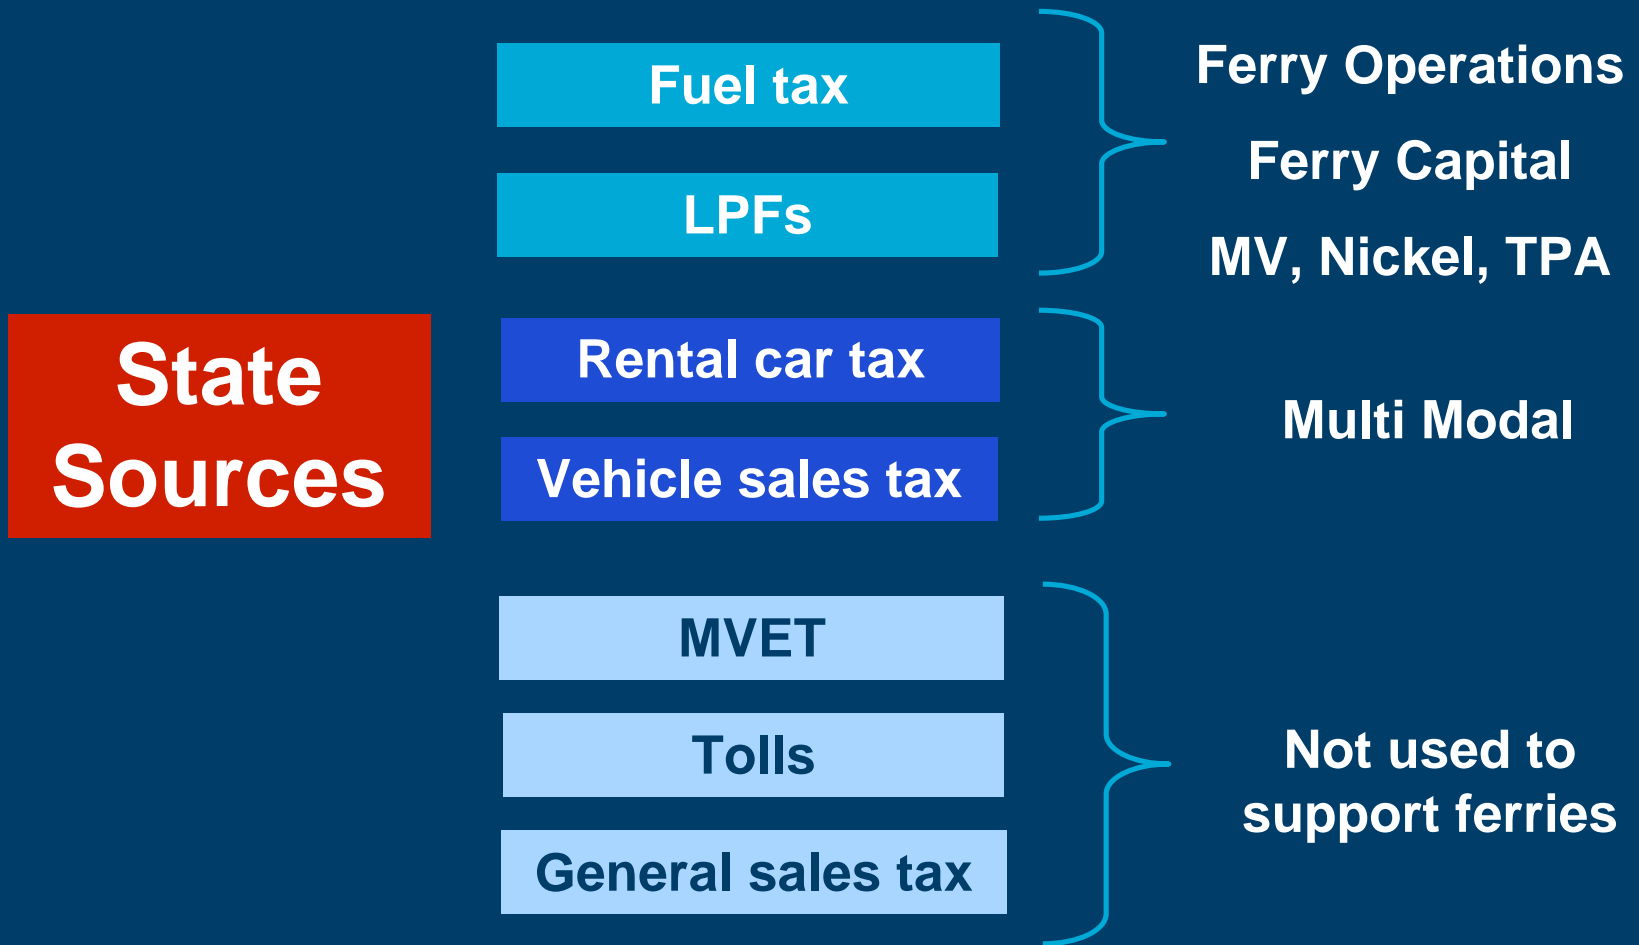 State
Sources
Fuel tax
LPFs
Ferry Operations
Ferry Capital
MV, Nickel, TPA
Rental car tax
Vehicle sales tax
Multi Modal
MVET
Tolls
General sales tax
Not used to
support ferries